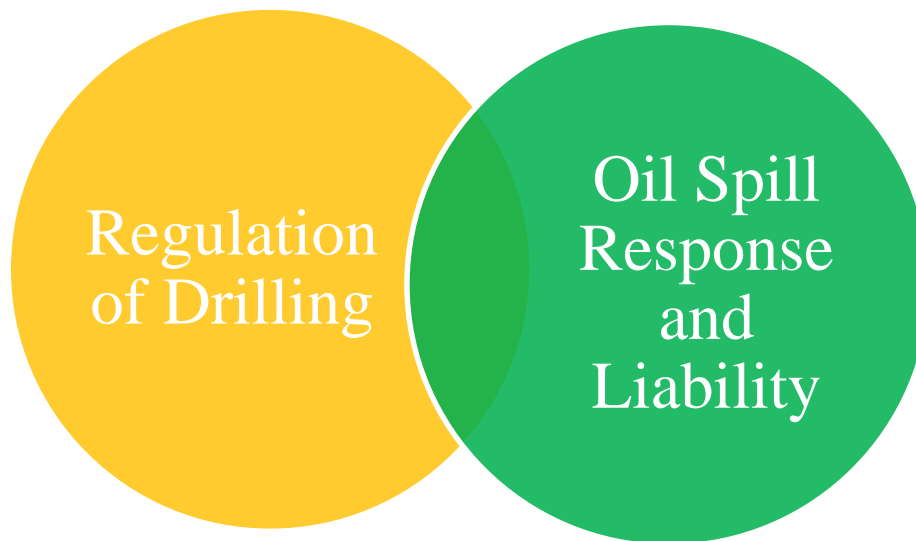 Regulation
of Drilling
Oil Spill
Response
and
Liability